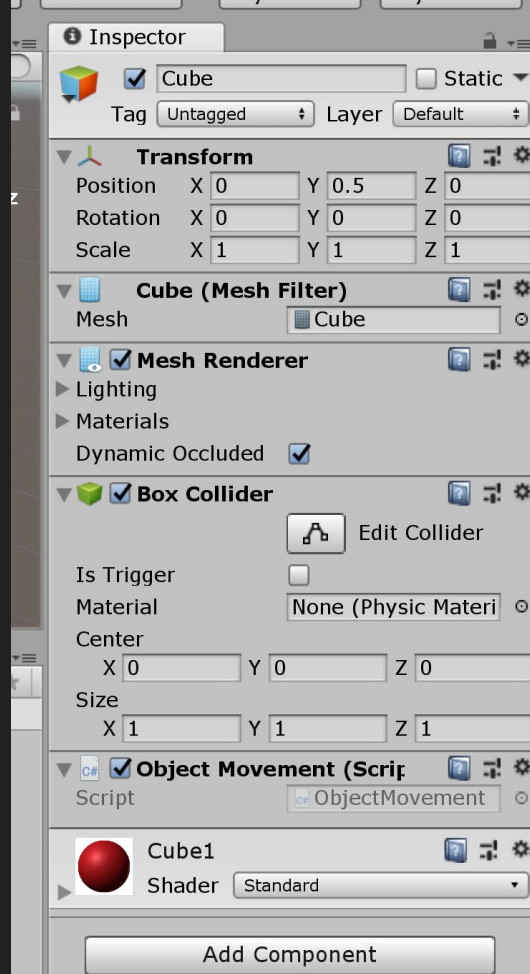 Inspector
Cube Static
Tag Untagged Layer Default
Transform
Position X 0 Y 0.5 Z 0
Rotation X 0 Y 0 Z 0
Scale X 1 Y 1 Z 1
Cube (Mesh Filter)
Mesh Cube
Mesh Renderer
Lighting
Materials
Dynamic Occluded
Box Collider
Edit Collider
Is Trigger
Material None (Physic Materi
Center
X 0 Y 0 Z 0
Size
X 1 Y 1 Z 1
C# Object Movement (Scrip
Script C# ObjectMovement
Cube1
Shader Standard
Add Component
z